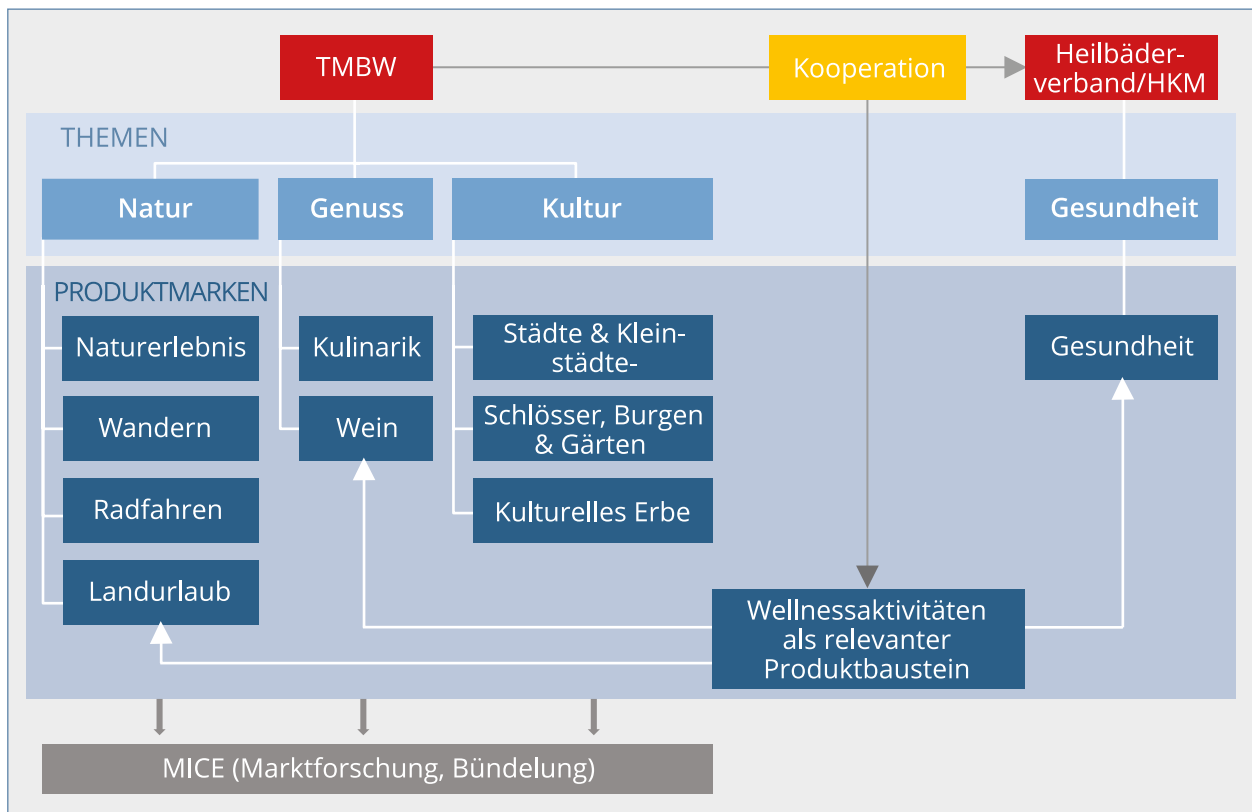 TMBW
Kooperation
Heilbäder-
verband/HKM
THEMEN
Natur
Genuss
Kultur
Gesundheit
PRODUKTMARKEN
Naturerlebnis
Wandern
Radfahren
Landurlaub
Kulinarik
Wein
Städte & Klein-
städte-
Schlösser, Burgen
& Gärten
Kulturelles Erbe
Gesundheit
Wellnessaktivitäten
als relevanter
Produktbaustein
MICE (Marktforschung, Bündelung)